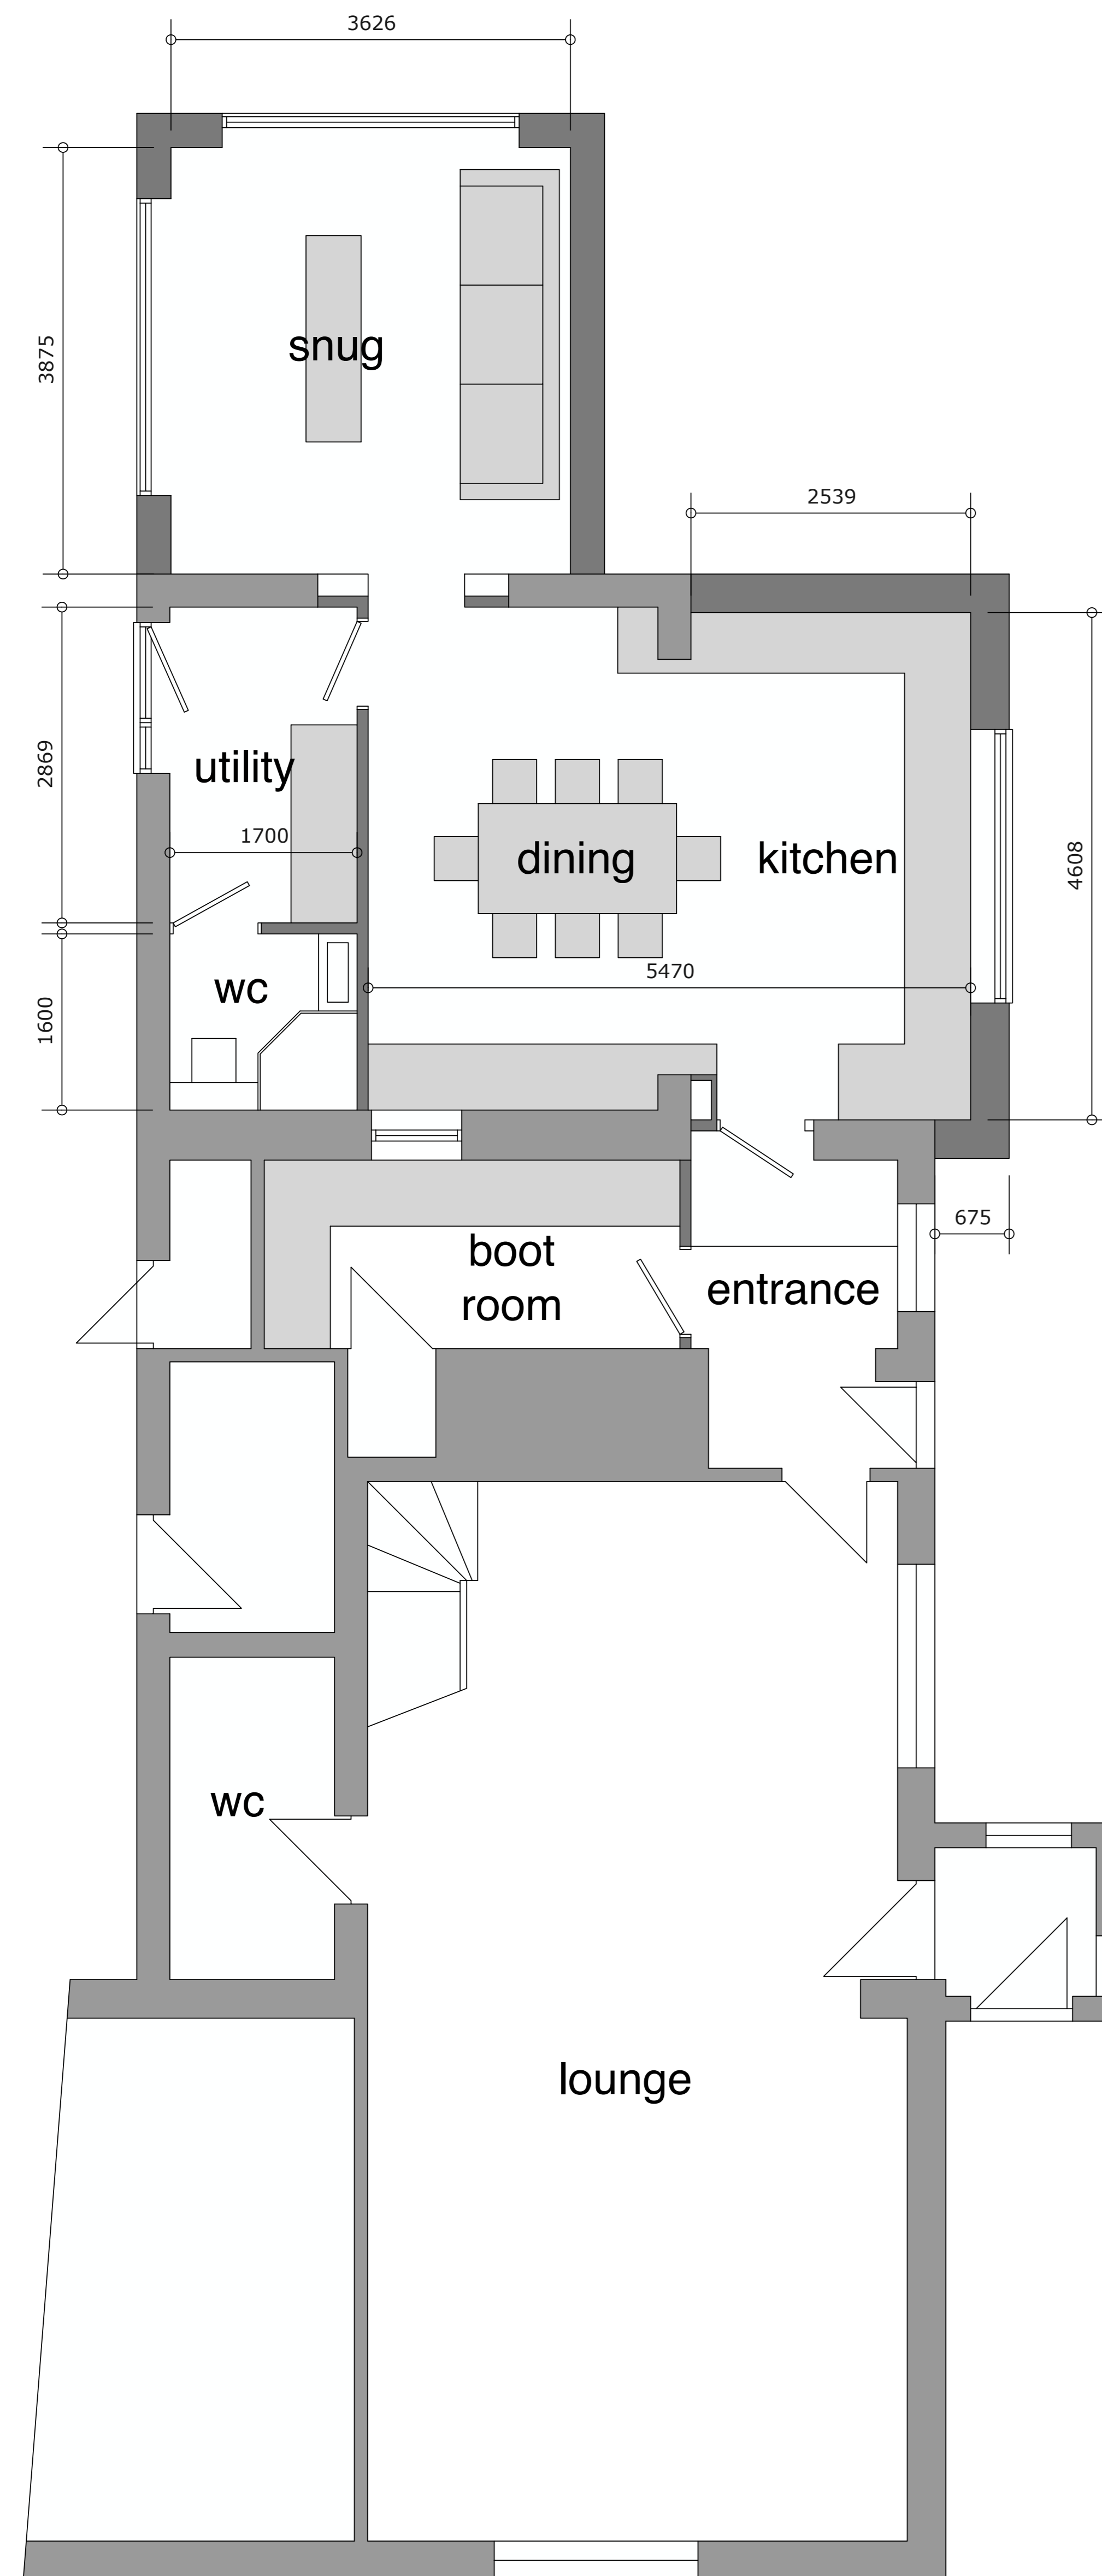 3626
3875
snug
2539
2869
utility
1700
dining
kitchen
4608
5470
wc
1600
675
boot
room
entrance
wc
lounge